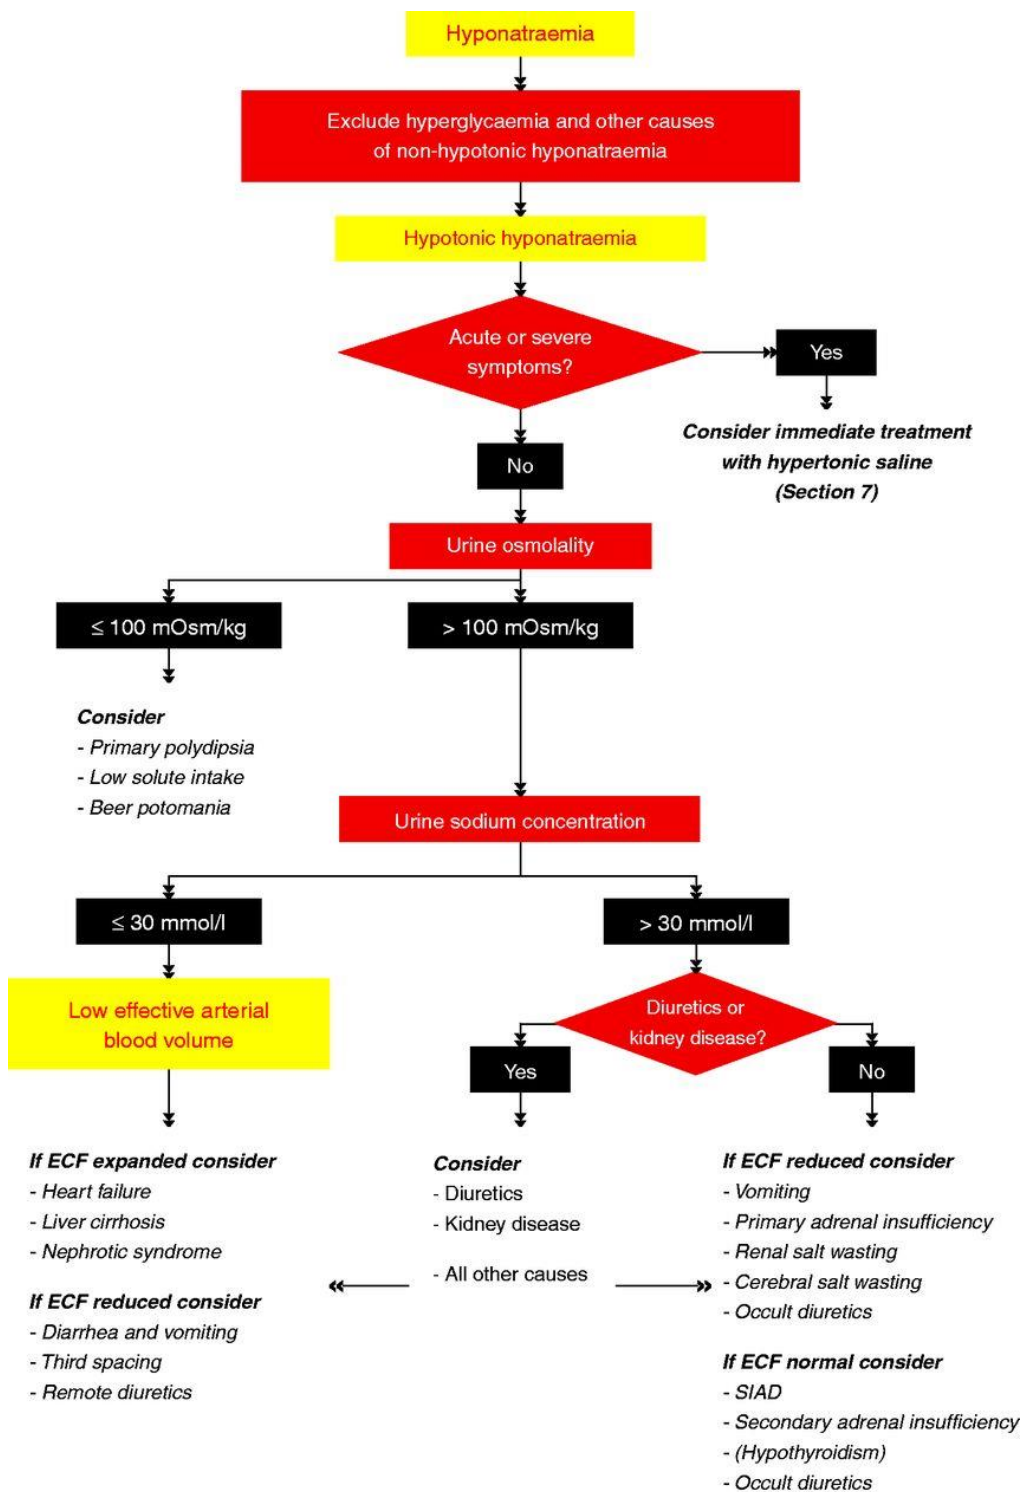 Hyponatraemia
Exclude hyperglycaemia and other causes
of non-hypotonic hyponatraemia
Hypotonic hyponatraemia
Acute or severe
symptoms?
Yes
Consider immediate treatment
with hypertonic saline
(Section 7)
No
Urine osmolality
≤ 100 mOsm/kg
> 100 mOsm/kg
Consider
- Primary polydipsia
- Low solute intake
- Beer potomania
Urine sodium concentration
≤ 30 mmol/l
> 30 mmol/l
Low effective arterial
blood volume
Diuretics or
kidney disease?
Yes
No
If ECF expanded consider
- Heart failure
- Liver cirrhosis
- Nephrotic syndrome
If ECF reduced consider
- Diarrhea and vomiting
- Third spacing
- Remote diuretics
Consider
- Diuretics
- Kidney disease
- All other causes
If ECF reduced consider
- Vomiting
- Primary adrenal insufficiency
- Renal salt wasting
- Cerebral salt wasting
- Occult diuretics
If ECF normal consider
- SIAD
- Secondary adrenal insufficiency
- (Hypothyroidism)
- Occult diuretics